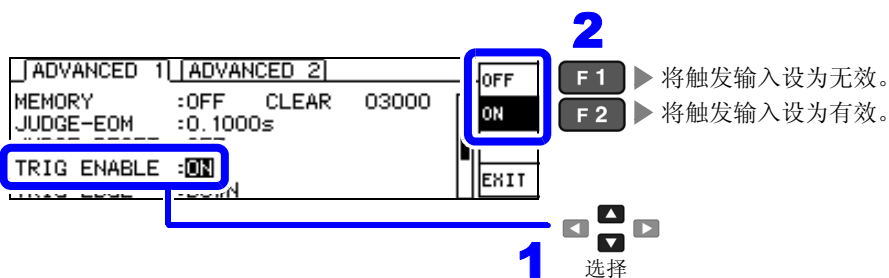 2
ADVANCED 1 ADVANCED 2
MEMORY :OFF CLEAR 03000
JUDGE-EOM :0.1000s
TRIG ENABLE :ON
OFF
ON
EXIT
F 1 ▶ 将触发输入设为无效。
F 2 ▶ 将触发输入设为有效。
1
选择